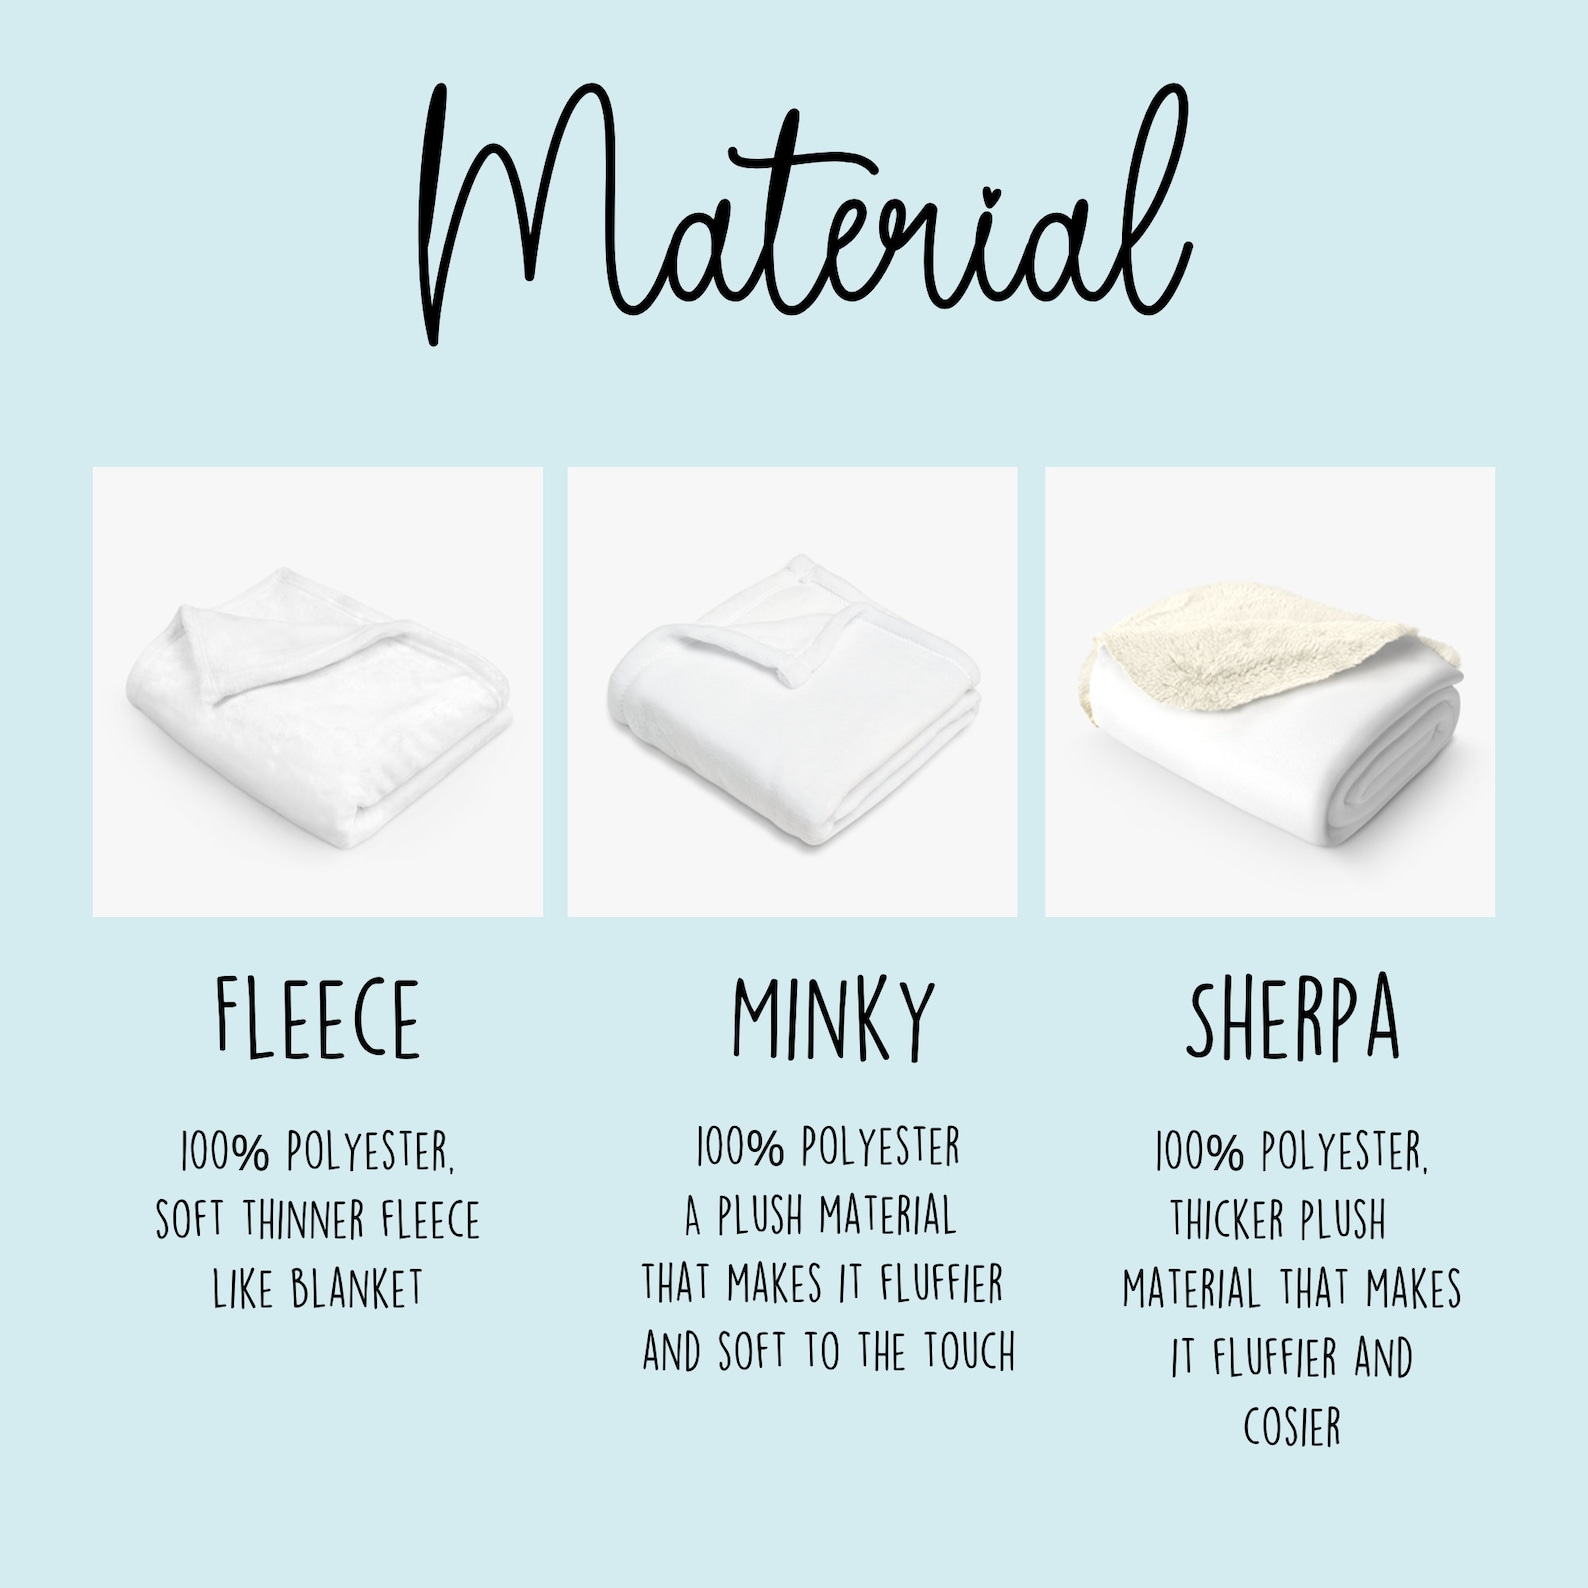 Material
FLEECE
100% POLYESTER,
SOFT THINNER FLEECE
LIKE BLANKET
MINKY
100% POLYESTER
A PLUSH MATERIAL
THAT MAKES IT FLUFFIER
AND SOFT TO THE TOUCH
SHERPA
100% POLYESTER,
THICKER PLUSH
MATERIAL THAT MAKES
IT FLUFFIER AND
COSIER